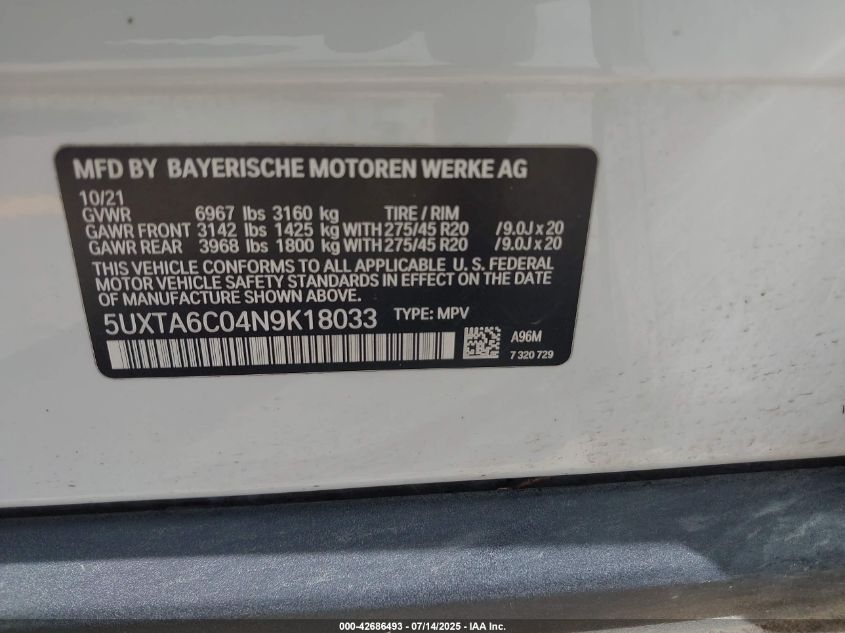 MFD BY BAYERISCHE MOTOREN WERKE AG
10/21
GVWR 6967 lbs 3160 kg TIRE / RIM
GAWR FRONT 3142 lbs 1425 kg WITH 275/45 R20 /9.0J x 20
GAWR REAR 3968 lbs 1800 kg WITH 275/45 R20 /9.0J x 20
THIS VEHICLE CONFORMS TO ALL APPLICABLE U. S. FEDERAL
MOTOR VEHICLE SAFETY STANDARDS IN EFFECT ON THE DATE
OF MANUFACTURE SHOWN ABOVE.
5UXTA6C04N9K18033 TYPE: MPV
A96M
7 320 729
000-42686493 - 07/14/2025 - IAA Inc.